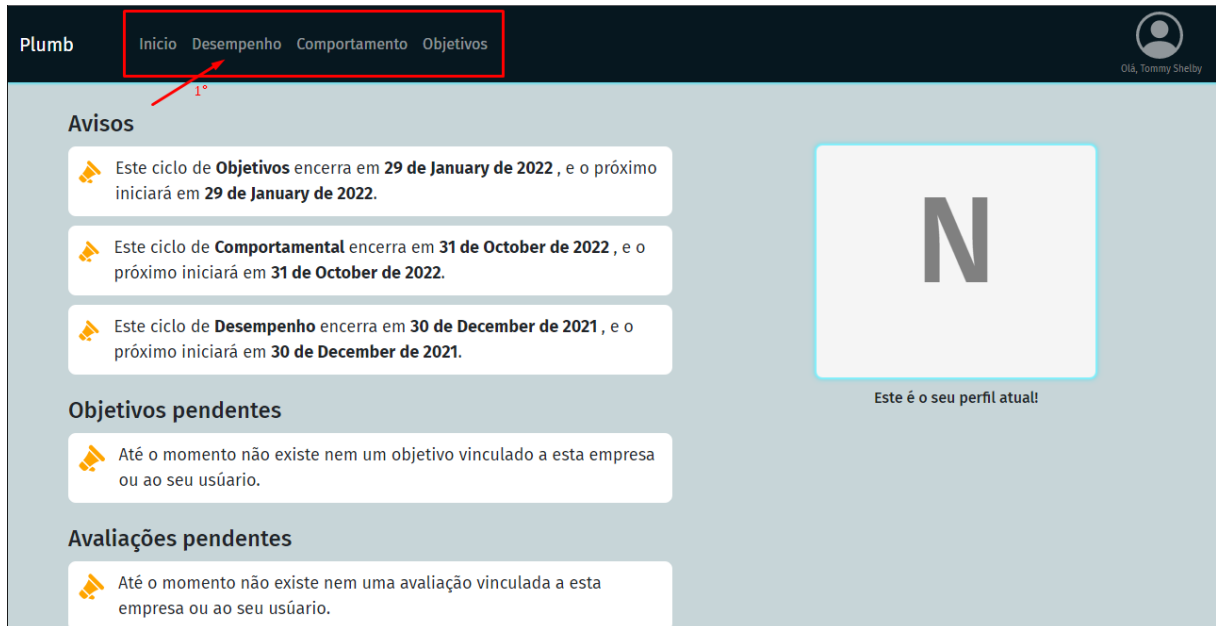 Plumb Inicio Desempenho Comportamento Objetivos
Olá, Tommy Shelby
1°
Avisos
Este ciclo de Objetivos encerra em 29 de January de 2022 , e o próximo
iniciará em 29 de January de 2022.
Este ciclo de Comportamental encerra em 31 de October de 2022 , e o
próximo iniciará em 31 de October de 2022.
Este ciclo de Desempenho encerra em 30 de December de 2021 , e o
próximo iniciará em 30 de December de 2021.
N
Este é o seu perfil atual!
Objetivos pendentes
Até o momento não existe nem um objetivo vinculado a esta empresa
ou ao seu usúario.
Avaliações pendentes
Até o momento não existe nem uma avaliação vinculada a esta
empresa ou ao seu usúario.